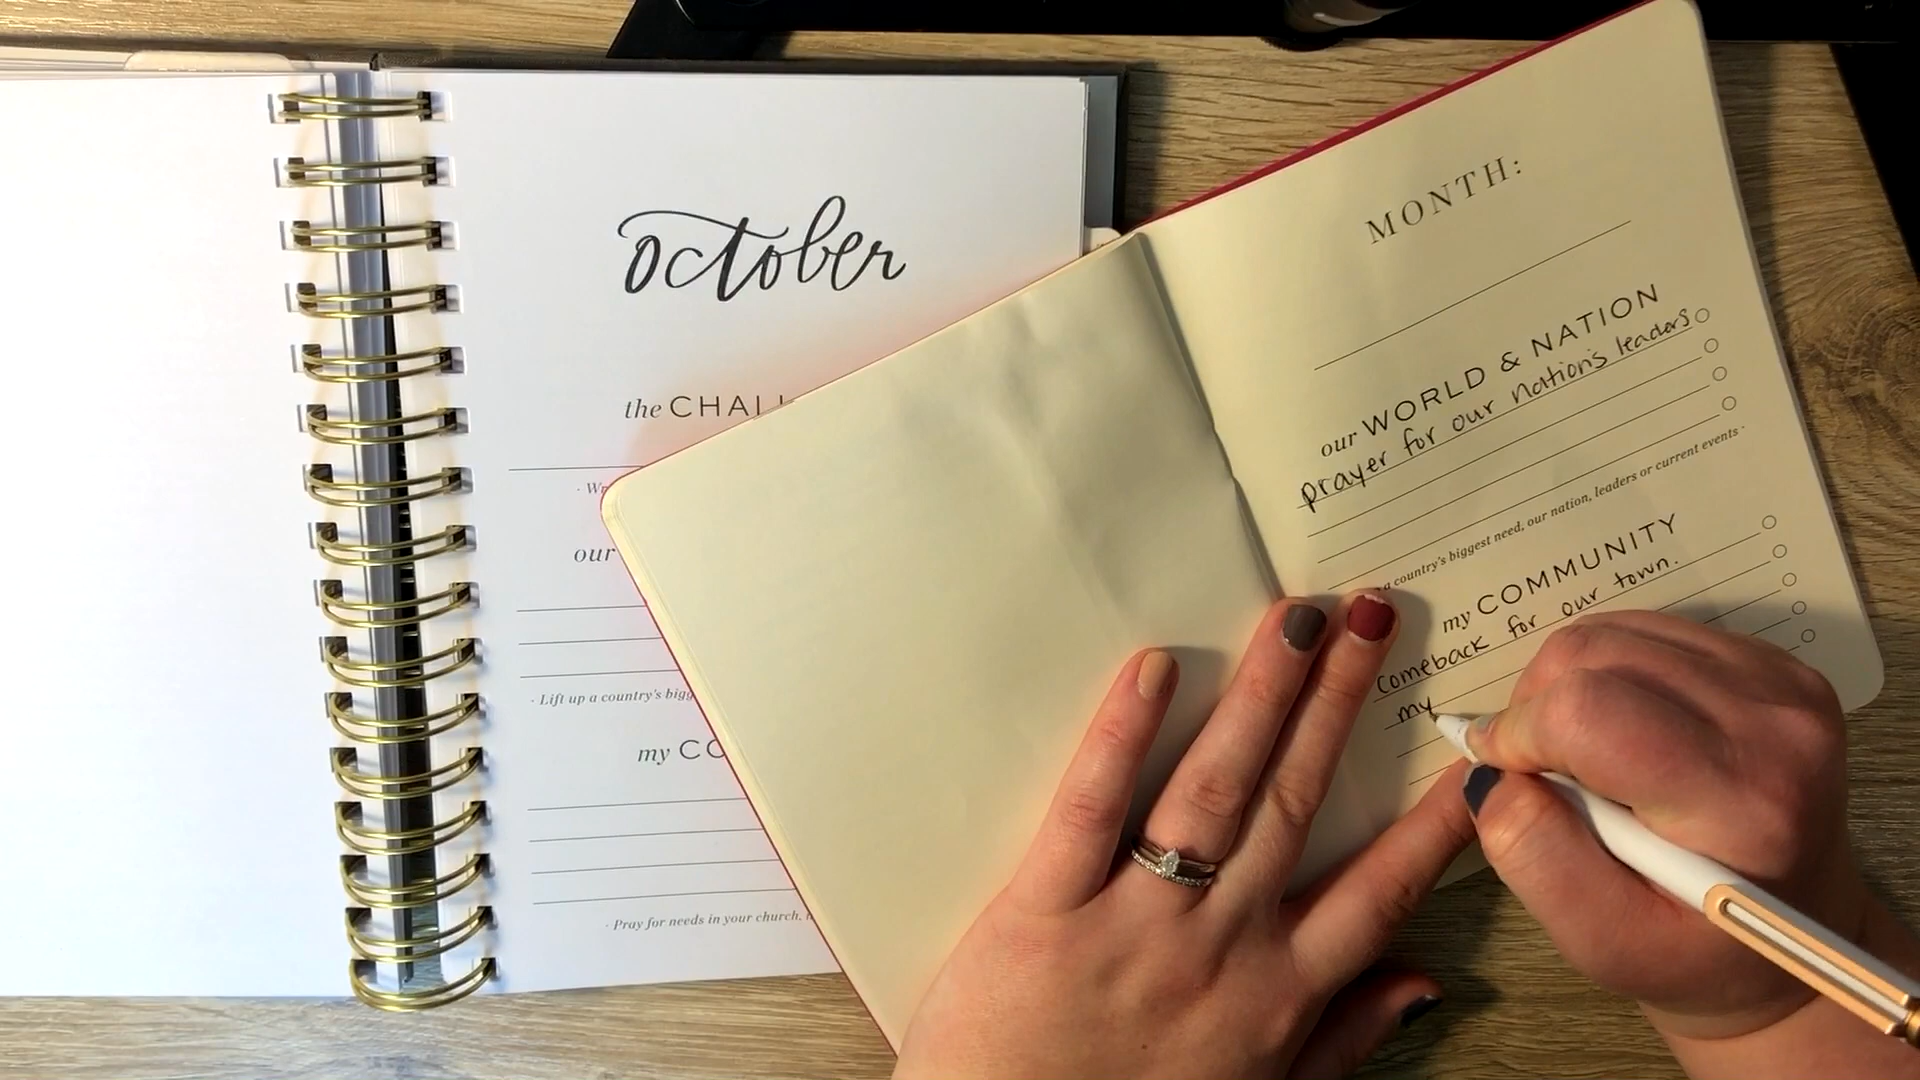 october
the CHALL
· Wr
our
· Lift up a country's bigg
my CO
· Pray for needs in your church,
MONTH:
our WORLD & NATION
prayer for our nation's leaders
a country's biggest need, our nation, leaders or current events ·
my COMMUNITY
comeback for our town.
my